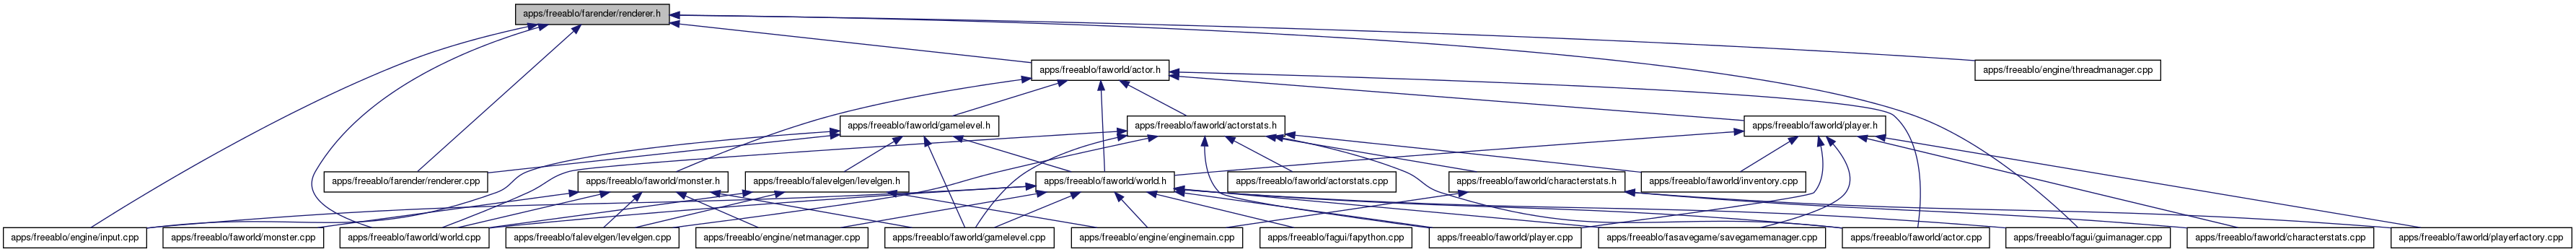 apps/freeablo/farender/renderer.h
apps/freeablo/faworld/actor.h
apps/freeablo/engine/threadmanager.cpp
apps/freeablo/faworld/gamelevel.h
apps/freeablo/faworld/actorstats.h
apps/freeablo/faworld/player.h
apps/freeablo/farender/renderer.cpp
apps/freeablo/faworld/monster.h
apps/freeablo/falevelgen/levelgen.h
apps/freeablo/faworld/world.h
apps/freeablo/faworld/actorstats.cpp
apps/freeablo/faworld/characterstats.h
apps/freeablo/faworld/inventory.cpp
apps/freeablo/engine/input.cpp
apps/freeablo/faworld/monster.cpp
apps/freeablo/faworld/world.cpp
apps/freeablo/falevelgen/levelgen.cpp
apps/freeablo/engine/netmanager.cpp
apps/freeablo/faworld/gamelevel.cpp
apps/freeablo/engine/enginemain.cpp
apps/freeablo/fagui/fapython.cpp
apps/freeablo/faworld/player.cpp
apps/freeablo/fasavegame/savegamemanager.cpp
apps/freeablo/faworld/actor.cpp
apps/freeablo/fagui/guimanager.cpp
apps/freeablo/faworld/characterstats.cpp
apps/freeablo/faworld/playerfactory.cpp